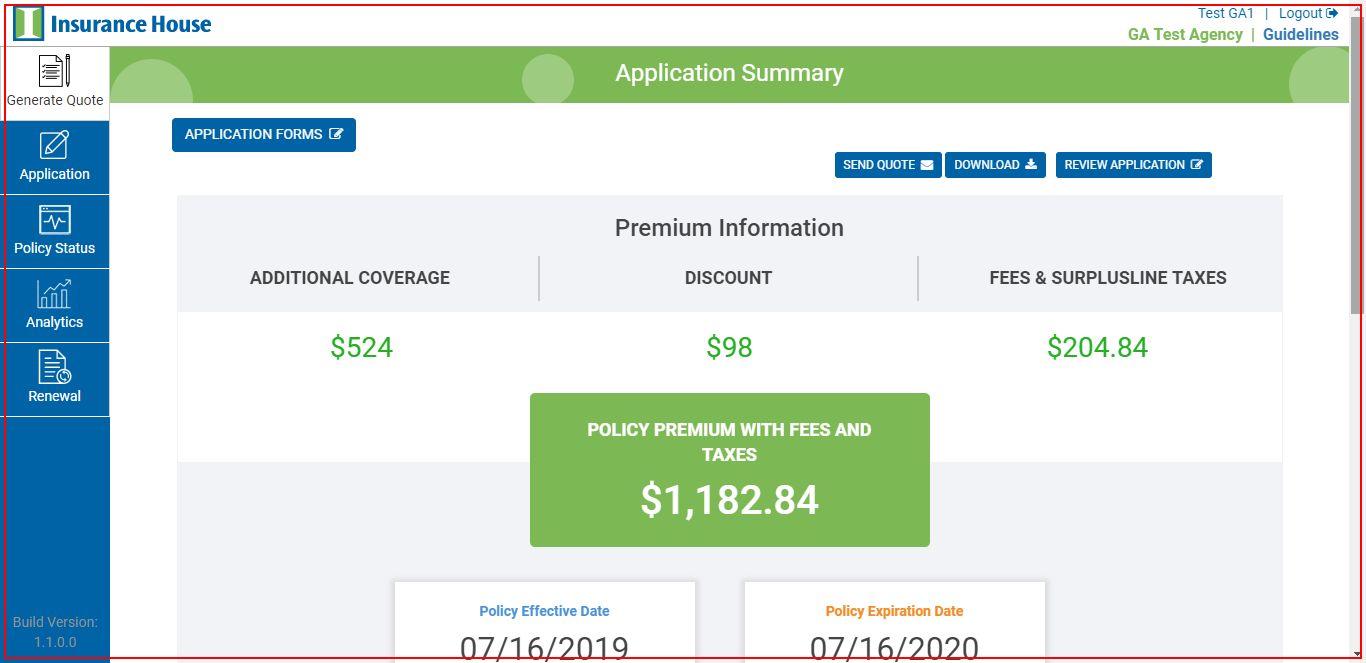 Insurance House
Test GA1 | Logout
GA Test Agency | Guidelines
Generate Quote
Application
Policy Status
Analytics
Renewal
Build Version:
1.1.0.0
Application Summary
APPLICATION FORMS
SEND QUOTE
DOWNLOAD
REVIEW APPLICATION
Premium Information
ADDITIONAL COVERAGE
DISCOUNT
FEES & SURPLUSLINE TAXES
$524
$98
$204.84
POLICY PREMIUM WITH FEES AND
TAXES
$1,182.84
Policy Effective Date
07/16/2019
Policy Expiration Date
07/16/2020